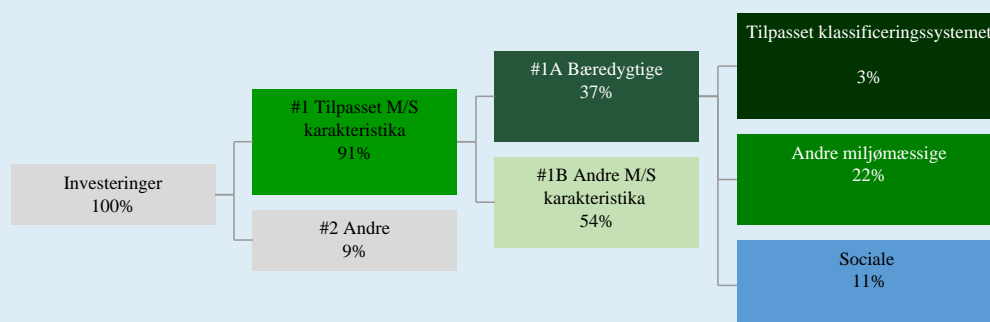 Investeringer
100%
#1 Tilpasset M/S
karakteristika
91%
#2 Andre
9%
#1A Bæredygtige
37%
#1B Andre M/S
karakteristika
54%
Tilpasset klassificeringssystemet
3%
Andre miljømæssige
22%
Sociale
11%